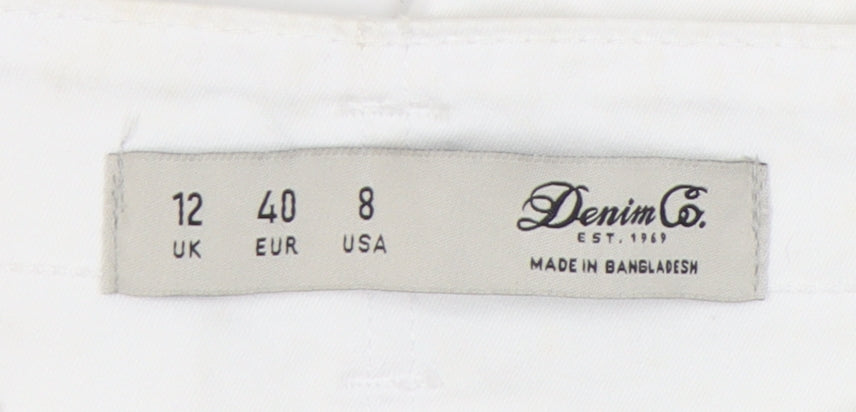 12 40 8
UK EUR USA
Denim Co.
EST. 1969
MADE IN BANGLADESH